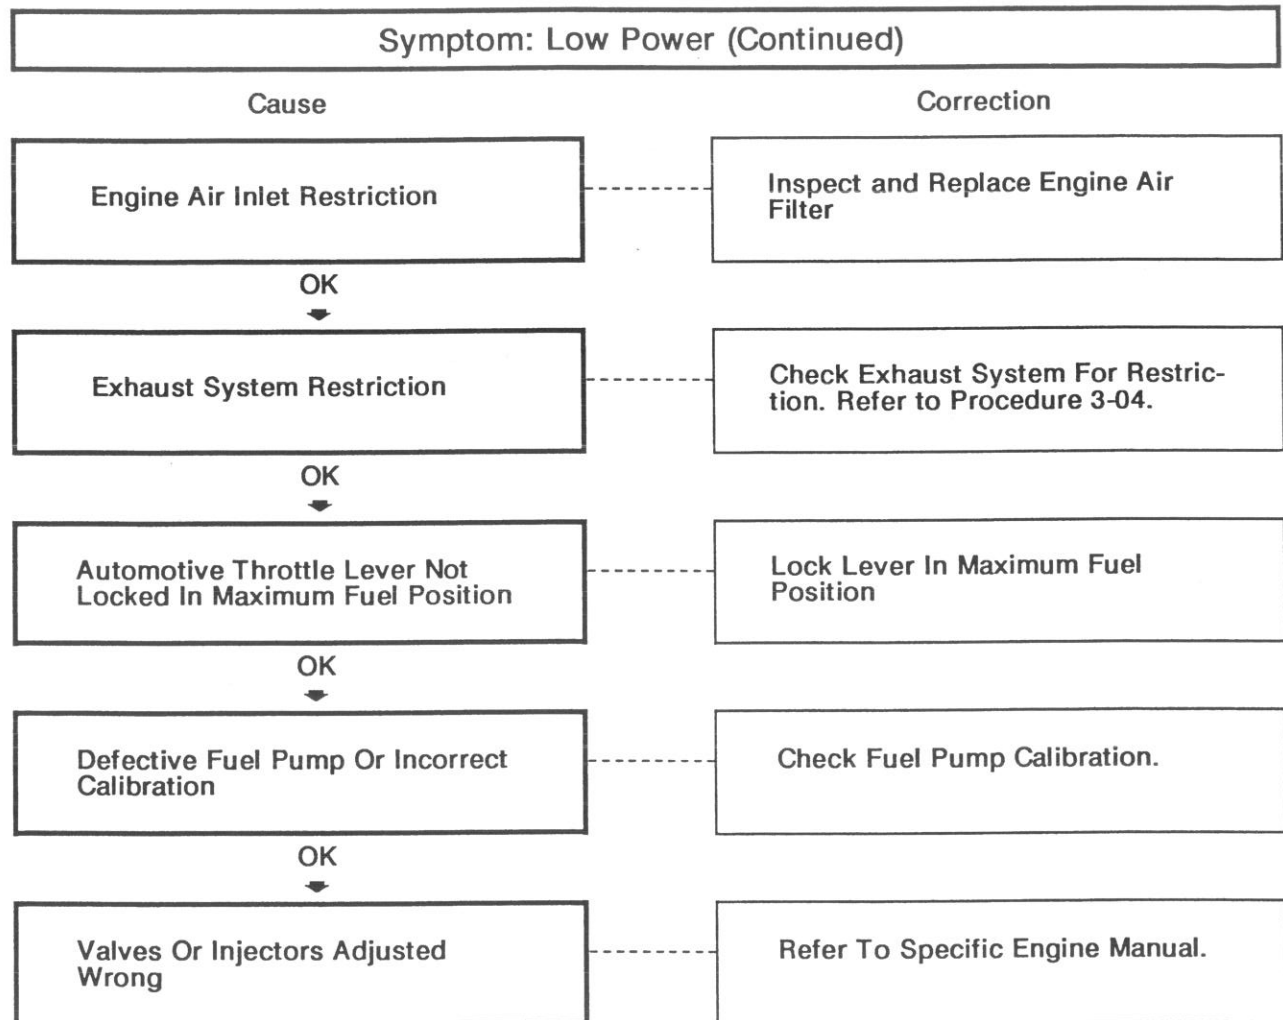 Symptom: Low Power (Continued)
Cause
Correction
Engine Air Inlet Restriction
Inspect and Replace Engine Air
Filter
OK
Exhaust System Restriction
Check Exhaust System For Restric-
tion. Refer to Procedure 3-04.
OK
Automotive Throttle Lever Not
Locked In Maximum Fuel Position
Lock Lever In Maximum Fuel
Position
OK
Defective Fuel Pump Or Incorrect
Calibration
Check Fuel Pump Calibration.
OK
Valves Or Injectors Adjusted
Wrong
Refer To Specific Engine Manual.